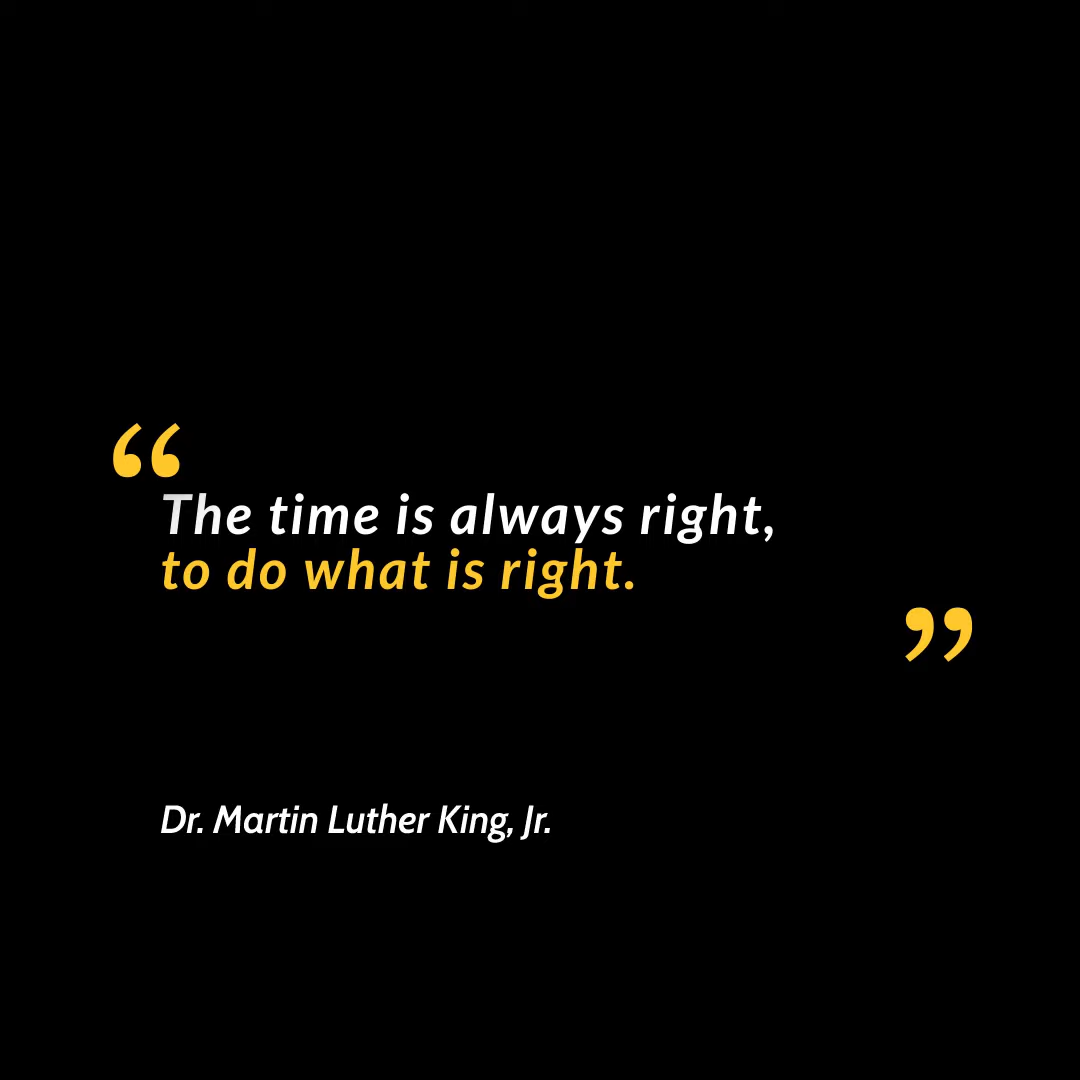 “
The time is always right,
to do what is right.
”
Dr. Martin Luther King, Jr.